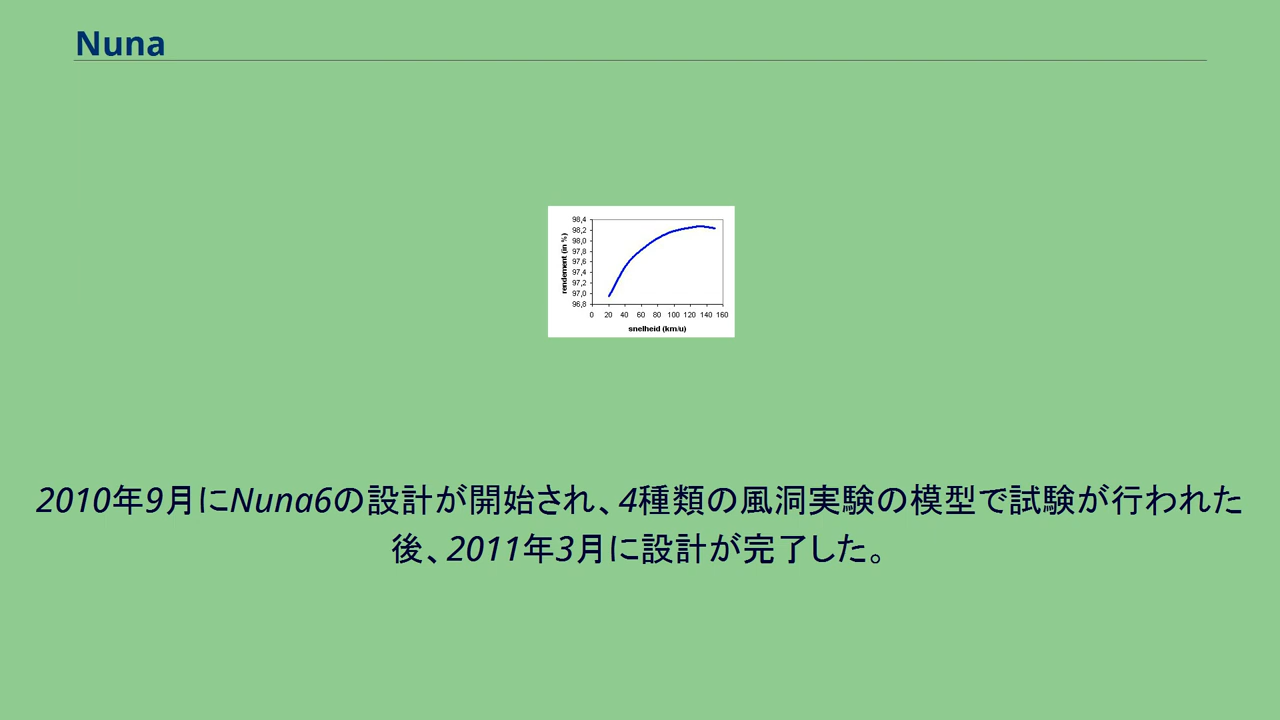 Nuna
98,4
98,2
98,0
97,8
97,6
97,4
97,2
97,0
96,8
rendement (in %)
0 20 40 60 80 100 120 140 160
snelheid (km/u)
2010年9月にNuna6の設計が開始され、4種類の風洞実験の模型で試験が行われた
後、2011年3月に設計が完了した。